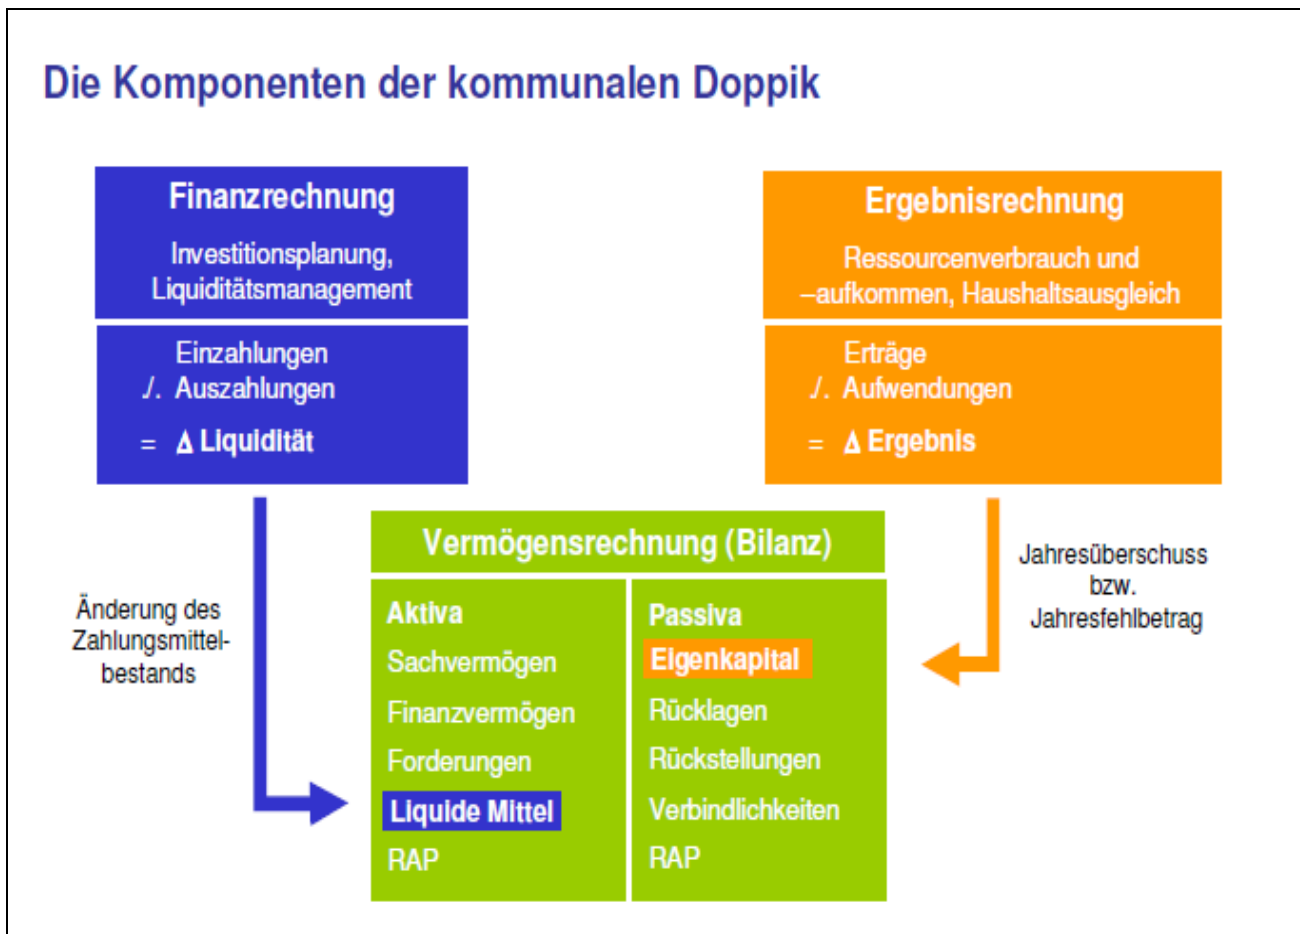 Die Komponenten der kommunalen Doppik
Finanzrechnung
Investitionsplanung,
Liquiditätsmanagement
Einzahlungen
./. Auszahlungen
= Δ Liquidität
Ergebnisrechnung
Ressourcenverbrauch und
–aufkommen, Haushaltsausgleich
Erträge
./. Aufwendungen
= Δ Ergebnis
Änderung des
Zahlungsmittel-
bestands
Vermögensrechnung (Bilanz)
Aktiva
Sachvermögen
Finanzvermögen
Forderungen
Liquide Mittel
RAP
Passiva
Eigenkapital
Rücklagen
Rückstellungen
Verbindlichkeiten
RAP
Jahresüberschuss
bzw.
Jahresfehlbetrag